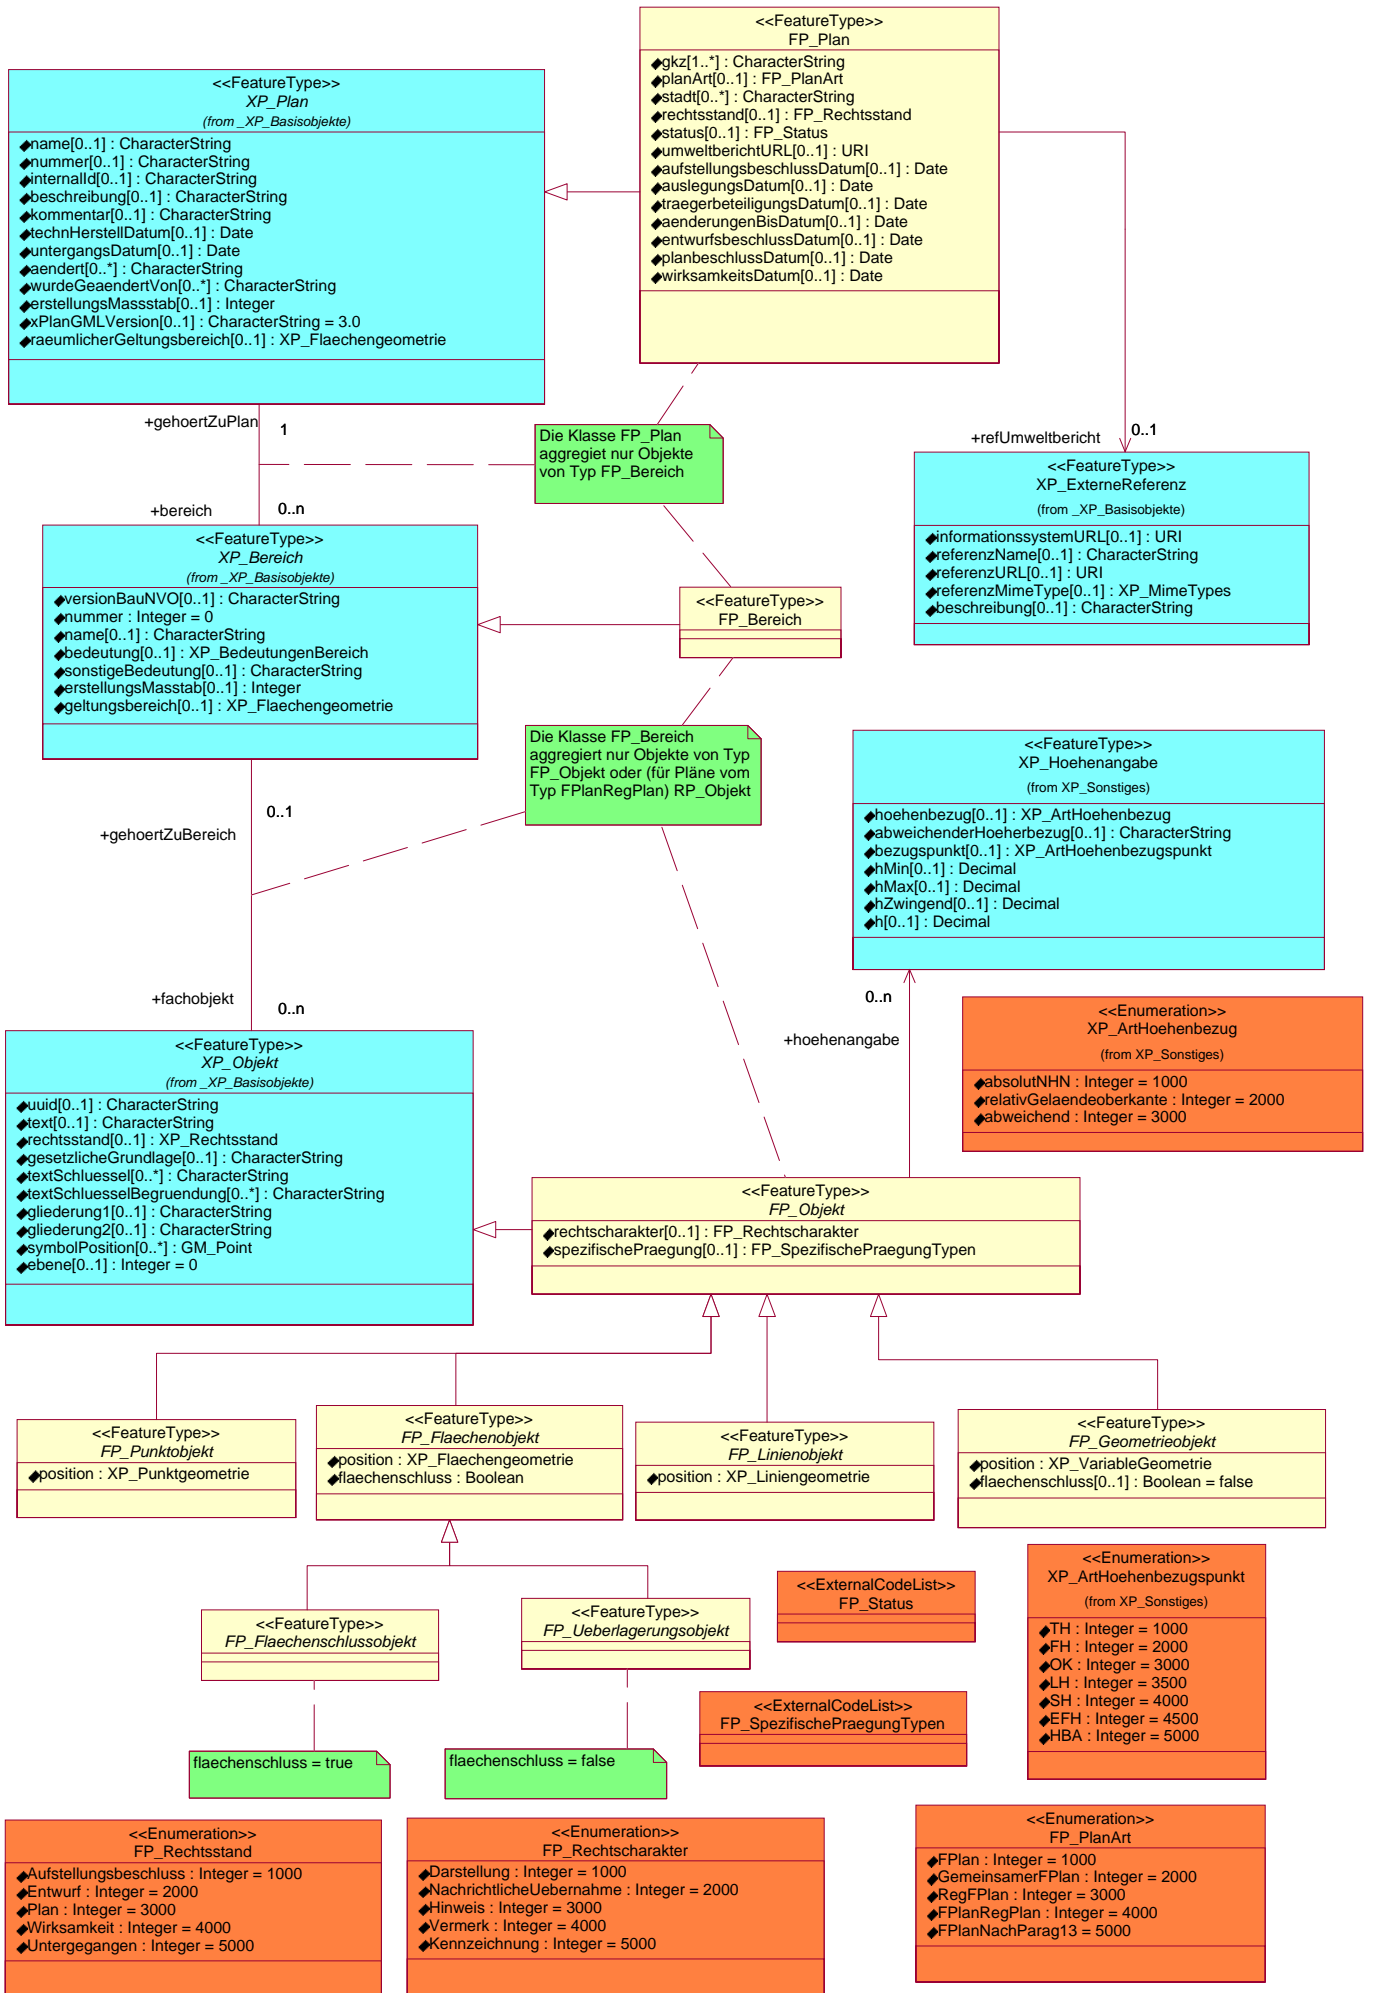 <<FeatureType>>
FP_Plan
gkz[1..*] : CharacterString
planArt[0..1] : FP_PlanArt
stadt[0..*] : CharacterString
rechtsstand[0..1] : FP_Rechtsstand
status[0..1] : FP_Status
umweltberichtURL[0..1] : URI
aufstellungsbeschlussDatum[0..1] : Date
auslegungsDatum[0..1] : Date
traegerbeteiligungsDatum[0..1] : Date
aenderungenBisDatum[0..1] : Date
entwurfsbeschlussDatum[0..1] : Date
planbeschlussDatum[0..1] : Date
wirksamkeitsDatum[0..1] : Date
<<FeatureType>>
XP_Plan
(from _XP_Basisobjekte)
name[0..1] : CharacterString
nummer[0..1] : CharacterString
internalId[0..1] : CharacterString
beschreibung[0..1] : CharacterString
kommentar[0..1] : CharacterString
technHerstellDatum[0..1] : Date
untergangsDatum[0..1] : Date
aendert[0..*] : CharacterString
wurdeGeaendertVon[0..*] : CharacterString
erstellungsMassstab[0..1] : Integer
xPlanGMLVersion[0..1] : CharacterString = 3.0
raeumlicherGeltungsbereich[0..1] : XP_Flaechengeometrie
+gehoertZuPlan
1
Die Klasse FP_Plan
aggregiet nur Objekte
von Typ FP_Bereich
+refUmweltbericht
0..1
<<FeatureType>>
XP_ExterneReferenz
(from _XP_Basisobjekte)
informationssystemURL[0..1] : URI
referenzName[0..1] : CharacterString
referenzURL[0..1] : URI
referenzMimeType[0..1] : XP_MimeTypes
beschreibung[0..1] : CharacterString
+bereich
0..n
<<FeatureType>>
XP_Bereich
(from _XP_Basisobjekte)
versionBauNVO[0..1] : CharacterString
nummer : Integer = 0
name[0..1] : CharacterString
bedeutung[0..1] : XP_BedeutungenBereich
sonstigeBedeutung[0..1] : CharacterString
erstellungsMasstab[0..1] : Integer
geltungsbereich[0..1] : XP_Flaechengeometrie
<<FeatureType>>
FP_Bereich
Die Klasse FP_Bereich
aggregiert nur Objekte von Typ
FP_Objekt oder (für Pläne vom
Typ FPlanRegPlan) RP_Objekt
<<FeatureType>>
XP_Hoehenangabe
(from XP_Sonstiges)
hoehenbezug[0..1] : XP_ArtHoehenbezug
abweichenderHoeherbezug[0..1] : CharacterString
bezugspunkt[0..1] : XP_ArtHoehenbezugspunkt
hMin[0..1] : Decimal
hMax[0..1] : Decimal
hZwingend[0..1] : Decimal
h[0..1] : Decimal
0..1
+gehoertZuBereich
+fachobjekt
0..n
0..n
+hoehenangabe
<<Enumeration>>
XP_ArtHoehenbezug
(from XP_Sonstiges)
absolutNHN : Integer = 1000
relativGelaendeoberkante : Integer = 2000
abweichend : Integer = 3000
<<FeatureType>>
XP_Objekt
(from _XP_Basisobjekte)
uuid[0..1] : CharacterString
text[0..1] : CharacterString
rechtsstand[0..1] : XP_Rechtsstand
gesetzlicheGrundlage[0..1] : CharacterString
textSchluessel[0..*] : CharacterString
textSchluesselBegruendung[0..*] : CharacterString
gliederung1[0..1] : CharacterString
gliederung2[0..1] : CharacterString
symbolPosition[0..*] : GM_Point
ebene[0..1] : Integer = 0
<<FeatureType>>
FP_Objekt
rechtscharakter[0..1] : FP_Rechtscharakter
spezifischePraegung[0..1] : FP_SpezifischePraegungTypen
<<FeatureType>>
FP_Punktobjekt
position : XP_Punktgeometrie
<<FeatureType>>
FP_Flaechenobjekt
position : XP_Flaechengeometrie
flaechenschluss : Boolean
<<FeatureType>>
FP_Linienobjekt
position : XP_Liniengeometrie
<<FeatureType>>
FP_Geometrieobjekt
position : XP_VariableGeometrie
flaechenschluss[0..1] : Boolean = false
<<FeatureType>>
FP_Flaechenschlussobjekt
<<FeatureType>>
FP_Ueberlagerungsobjekt
<<ExternalCodeList>>
FP_Status
<<Enumeration>>
XP_ArtHoehenbezugspunkt
(from XP_Sonstiges)
TH : Integer = 1000
FH : Integer = 2000
OK : Integer = 3000
LH : Integer = 3500
SH : Integer = 4000
EFH : Integer = 4500
HBA : Integer = 5000
<<ExternalCodeList>>
FP_SpezifischePraegungTypen
flaechenschluss = true
flaechenschluss = false
<<Enumeration>>
FP_Rechtsstand
Aufstellungsbeschluss : Integer = 1000
Entwurf : Integer = 2000
Plan : Integer = 3000
Wirksamkeit : Integer = 4000
Untergegangen : Integer = 5000
<<Enumeration>>
FP_Rechtscharakter
Darstellung : Integer = 1000
NachrichtlicheUebernahme : Integer = 2000
Hinweis : Integer = 3000
Vermerk : Integer = 4000
Kennzeichnung : Integer = 5000
<<Enumeration>>
FP_PlanArt
FPlan : Integer = 1000
GemeinsamerFPlan : Integer = 2000
RegFPlan : Integer = 3000
FPlanRegPlan : Integer = 4000
FPlanNachParag13 = 5000